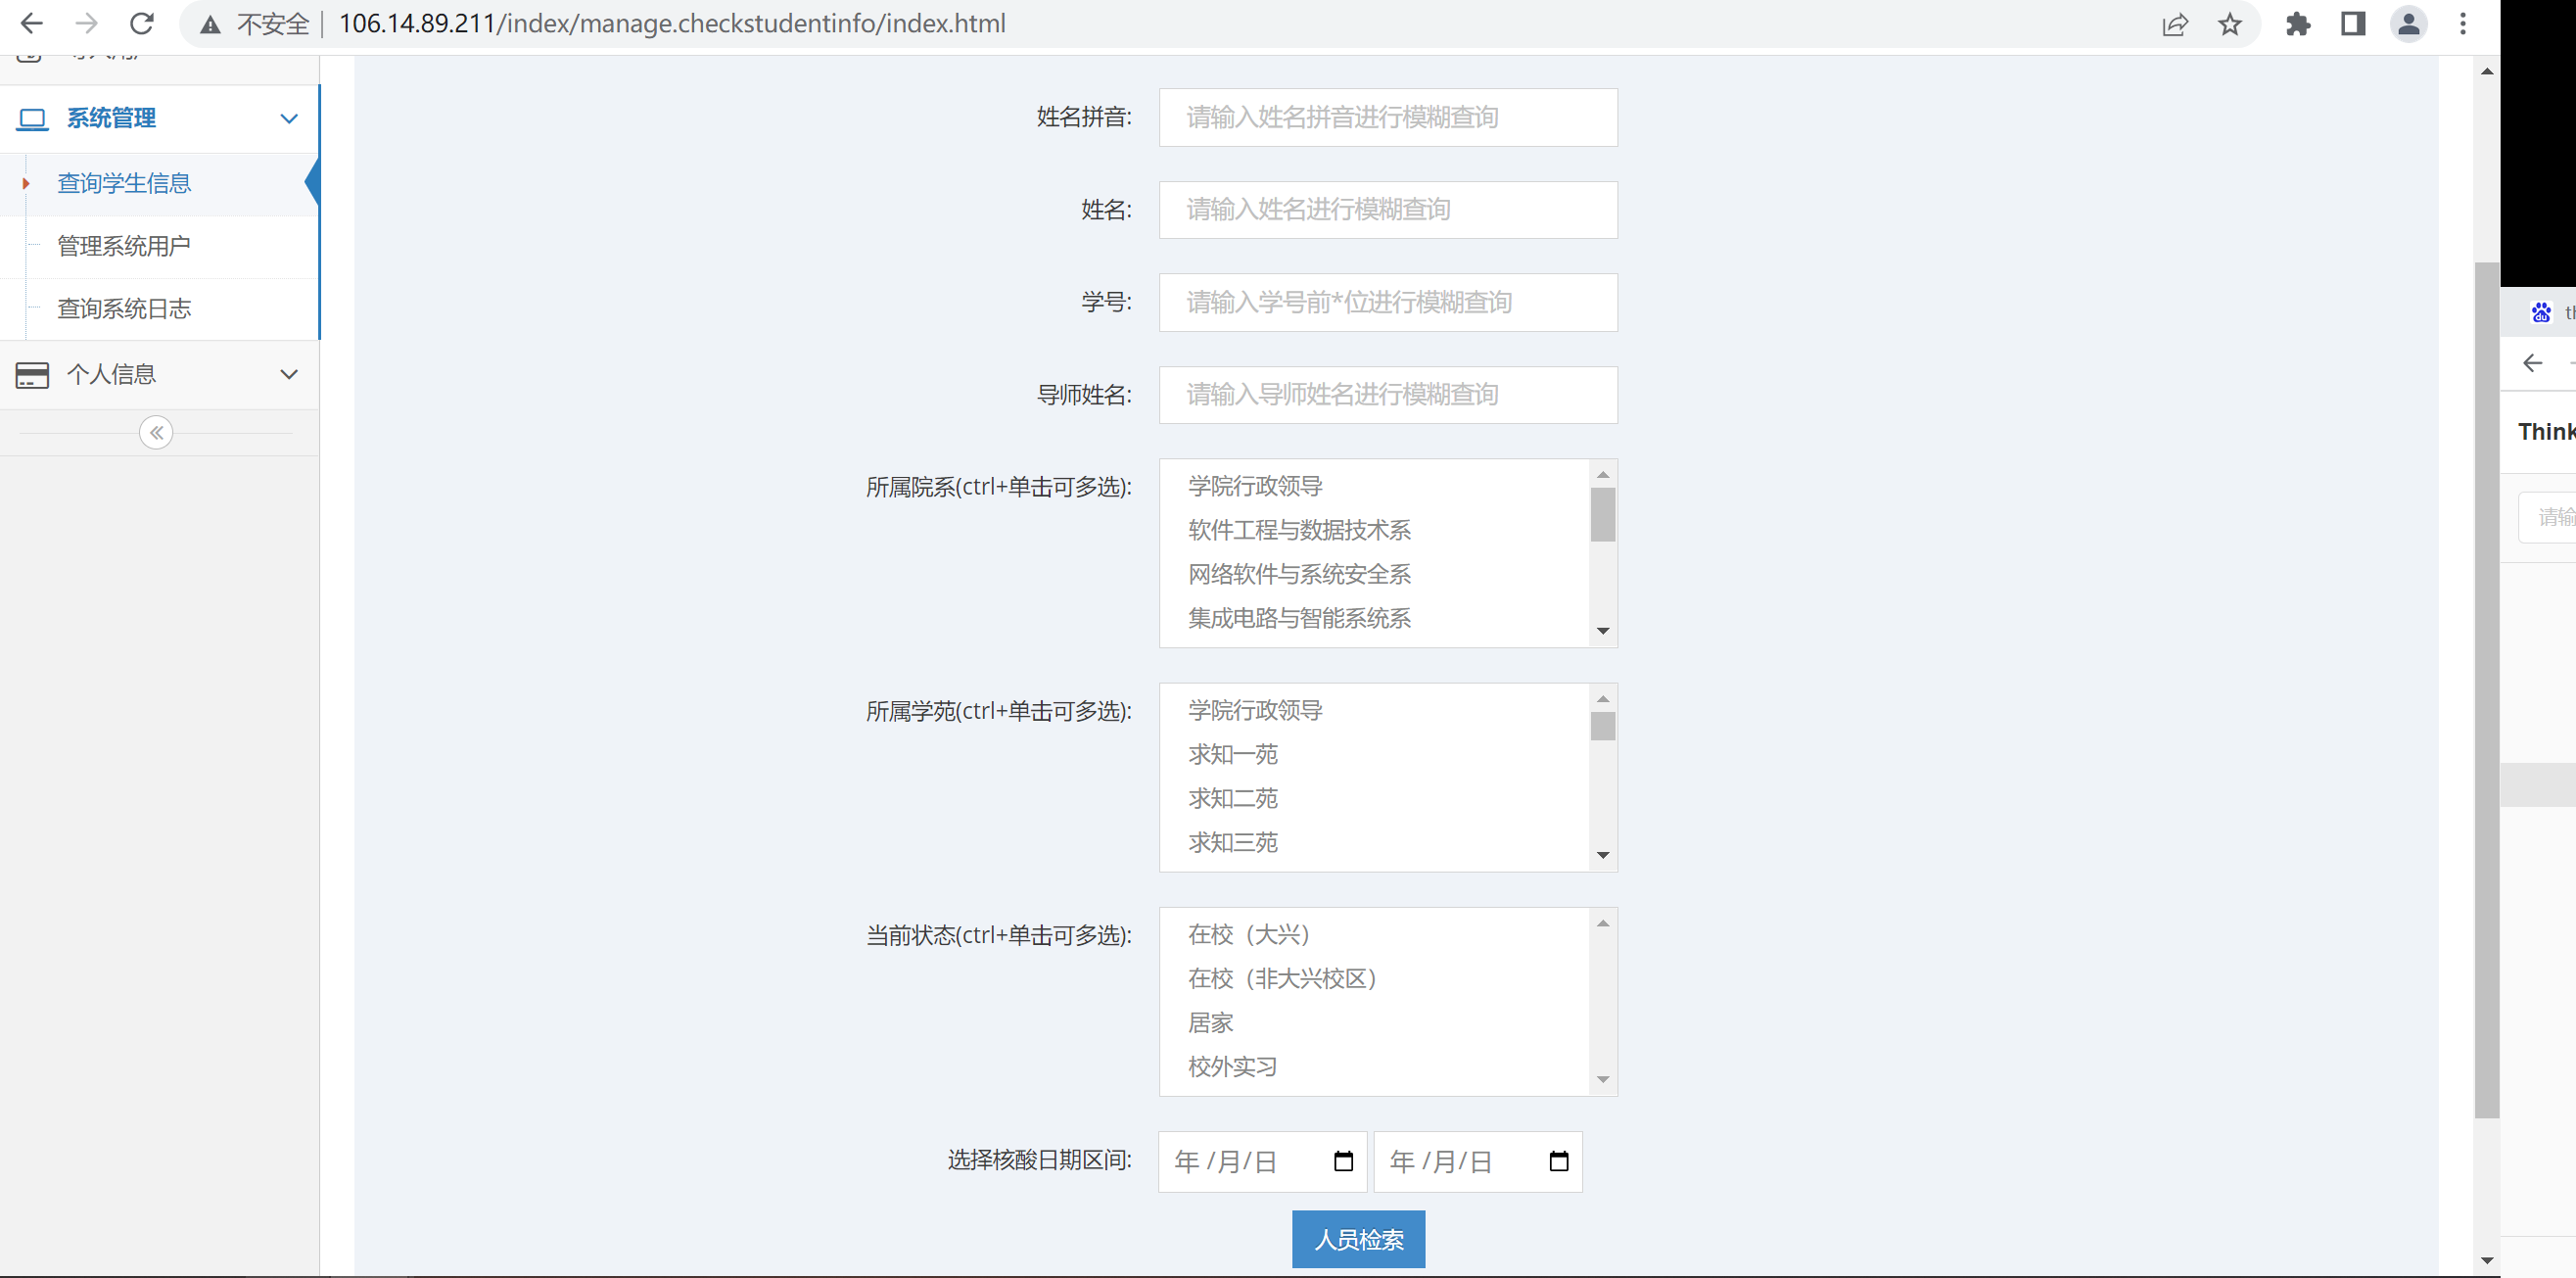 不安全 | 106.14.89.211/index/manage.checkstudentinfo/index.html
系统管理
查询学生信息
管理系统用户
查询系统日志
个人信息
姓名拼音: 请输入姓名拼音进行模糊查询
姓名: 请输入姓名进行模糊查询
学号: 请输入学号前*位进行模糊查询
导师姓名: 请输入导师姓名进行模糊查询
所属院系(ctrl+单击可多选): 学院行政领导
软件工程与数据技术系
网络软件与系统安全系
集成电路与智能系统系
所属学苑(ctrl+单击可多选): 学院行政领导
求知一苑
求知二苑
求知三苑
当前状态(ctrl+单击可多选): 在校（大兴）
在校（非大兴校区）
居家
校外实习
选择核酸日期区间: 年 /月/日 年 /月/日
人员检索
du th
Think
请输